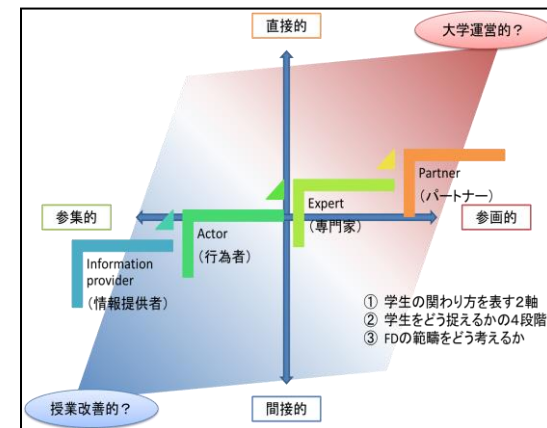 直接的
大学運営的？
Partner
（パートナー）
Expert
（専門家）
参集的
参画的
Actor
（行為者）
Information
provider
（情報提供者）
① 学生の関わり方を表す2軸
② 学生をどう捉えるかの4段階
③ FDの範疇をどう考えるか
授業改善的？
間接的